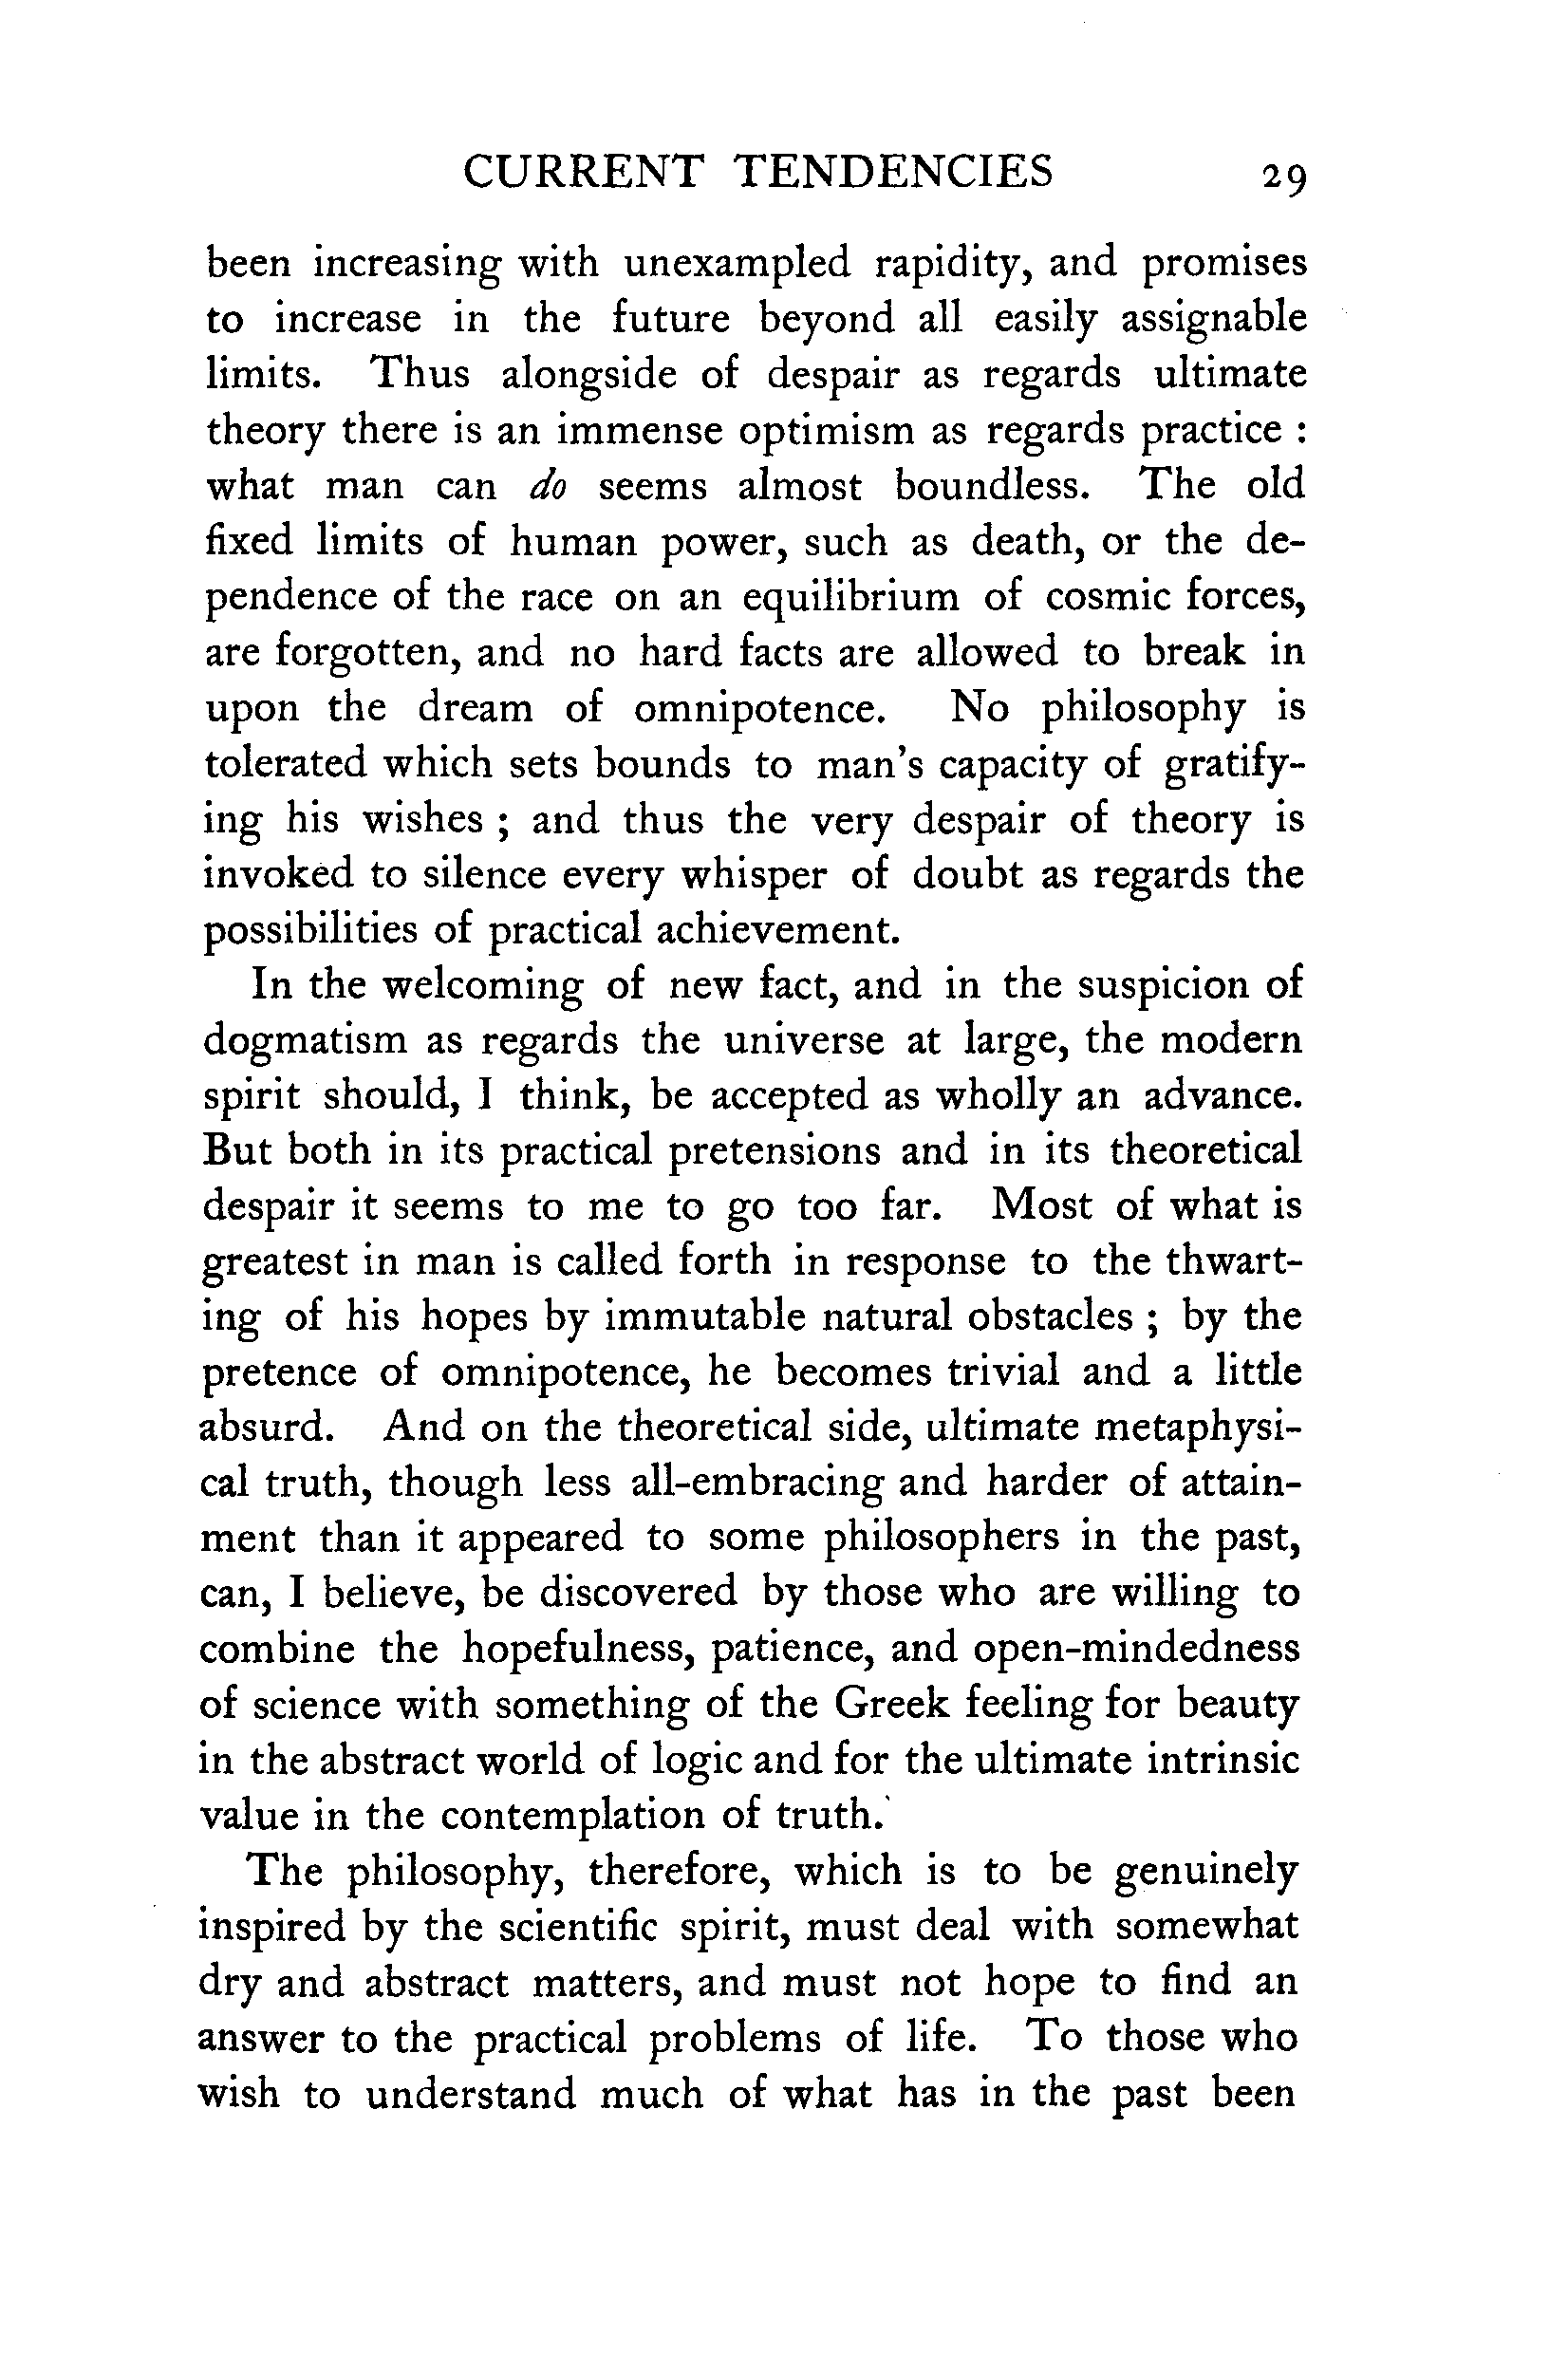 CURRENT TENDENCIES 29
been increasing with unexampled rapidity, and promises
to increase in the future beyond all easily assignable
limits. Thus alongside of despair as regards ultimate
theory there is an immense optimism as regards practice :
what man can do seems almost boundless. The old
fixed limits of human power, such as death, or the de-
pendence of the race on an equilibrium of cosmic forces,
are forgotten, and no hard facts are allowed to break in
upon the dream of omnipotence. No philosophy is
tolerated which sets bounds to man's capacity of gratify-
ing his wishes ; and thus the very despair of theory is
invoked to silence every whisper of doubt as regards the
possibilities of practical achievement.
In the welcoming of new fact, and in the suspicion of
dogmatism as regards the universe at large, the modern
spirit should, I think, be accepted as wholly an advance.
But both in its practical pretensions and in its theoretical
despair it seems to me to go too far. Most of what is
greatest in man is called forth in response to the thwart-
ing of his hopes by immutable natural obstacles ; by the
pretence of omnipotence, he becomes trivial and a little
absurd. And on the theoretical side, ultimate metaphysi-
cal truth, though less all-embracing and harder of attain-
ment than it appeared to some philosophers in the past,
can, I believe, be discovered by those who are willing to
combine the hopefulness, patience, and open-mindedness
of science with something of the Greek feeling for beauty
in the abstract world of logic and for the ultimate intrinsic
value in the contemplation of truth.
The philosophy, therefore, which is to be genuinely
inspired by the scientific spirit, must deal with somewhat
dry and abstract matters, and must not hope to find an
answer to the practical problems of life. To those who
wish to understand much of what has in the past been